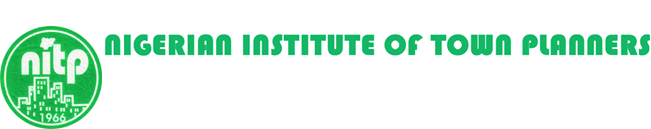 NIGERIAN INSTITUTE OF TOWN PLANNERS
nitp
1966